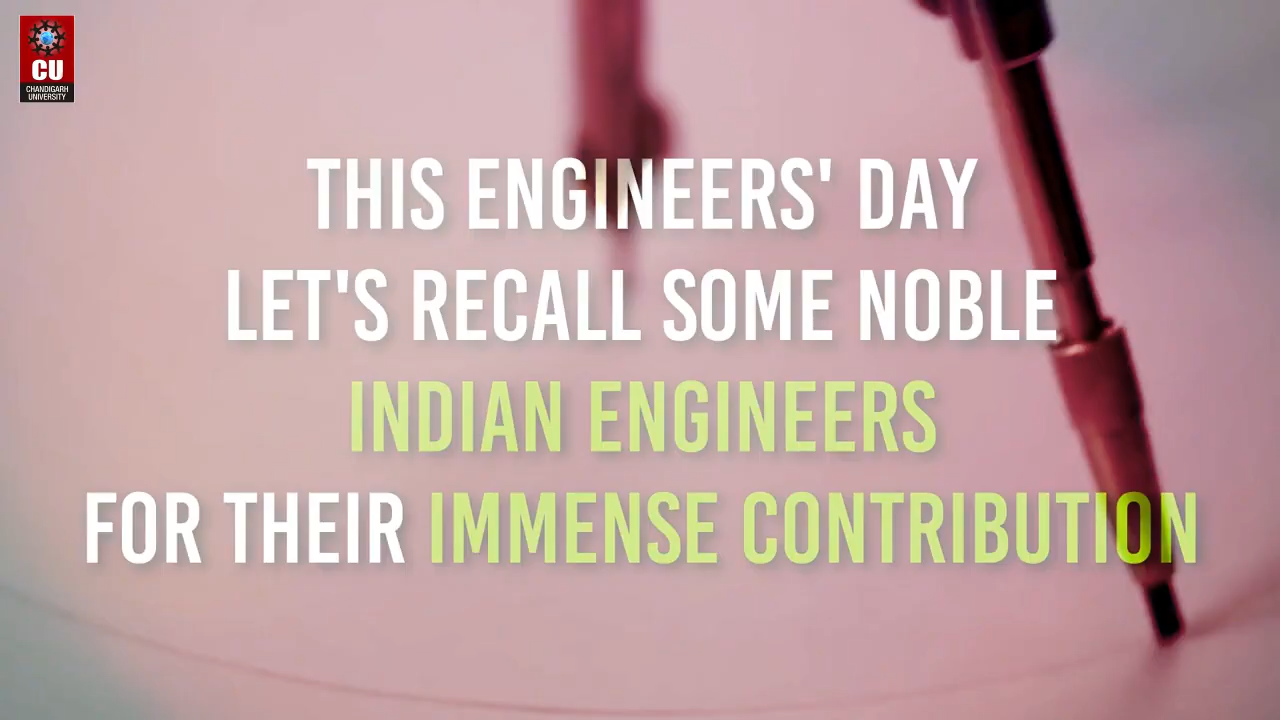 CU
CHANDIGARH
UNIVERSITY
THIS ENGINEERS' DAY
LET'S RECALL SOME NOBLE
INDIAN ENGINEERS
FOR THEIR IMMENSE CONTRIBUTION